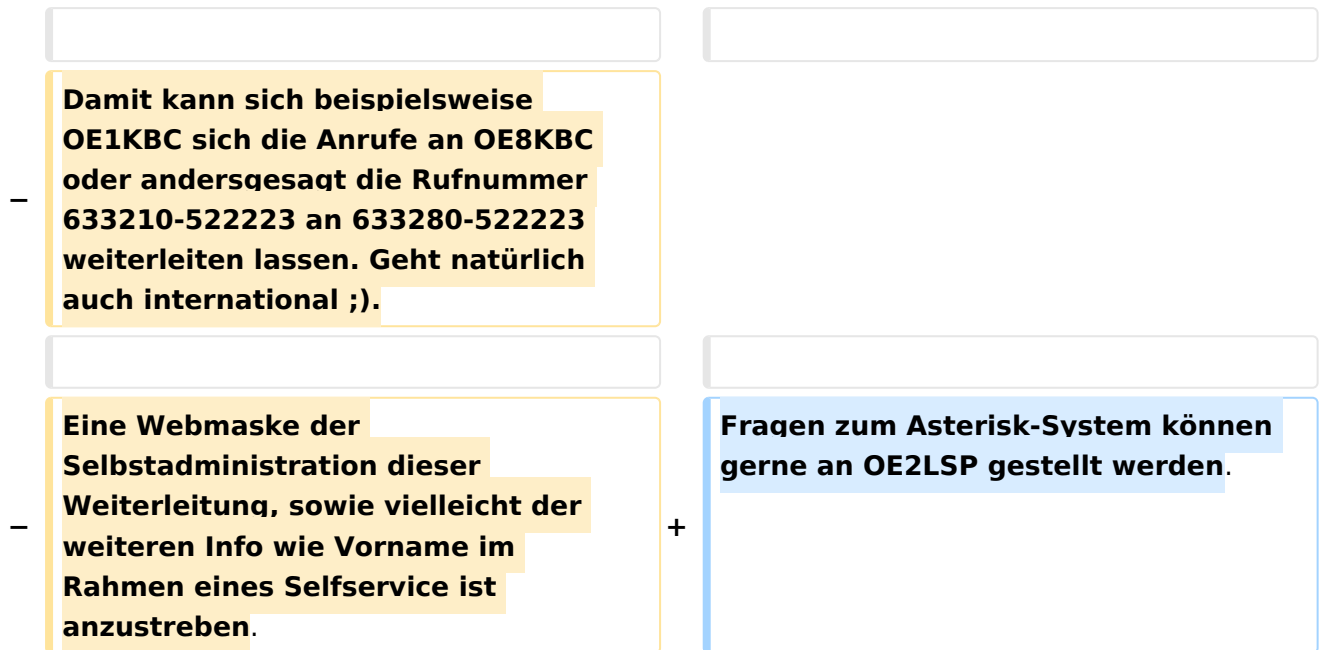 Damit kann sich beispielsweise
OE1KBC sich die Anrufe an OE8KBC
oder andersgesagt die Rufnummer
− 633210-522223 an 633280-522223
weiterleiten lassen. Geht natürlich
auch international ;).
Eine Webmaske der
Selbstadministration dieser
Weiterleitung, sowie vielleicht der
− weiteren Info wie Vorname im
Rahmen eines Selfservice ist
anzustreben.
+ Fragen zum Asterisk-System können
gerne an OE2LSP gestellt werden.